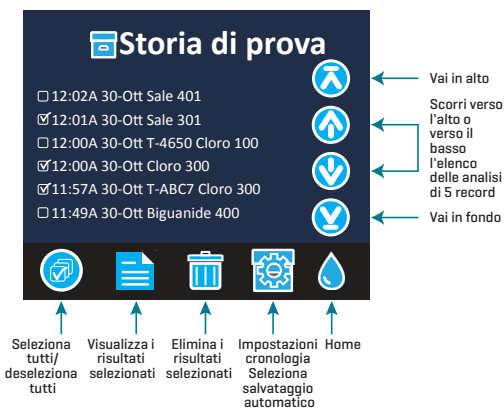 Storia di prova
12:02A 30-Ott Sale 401
12:01A 30-Ott Sale 301
12:00A 30-Ott T-4650 Cloro 100
12:00A 30-Ott Cloro 300
11:57A 30-Ott T-ABC7 Cloro 300
11:49A 30-Ott Biguanide 400
Vai in alto
Scorri verso
l'alto o
verso il
basso
l'elenco
delle analisi
di 5 record
Vai in fondo
Seleziona
tutti/
deseleziona
tutti
Visualizza i
risultati
selezionati
Elimina i
risultati
selezionati
Impostazioni
cronologia
Seleziona
salvataggio
automatico
Home